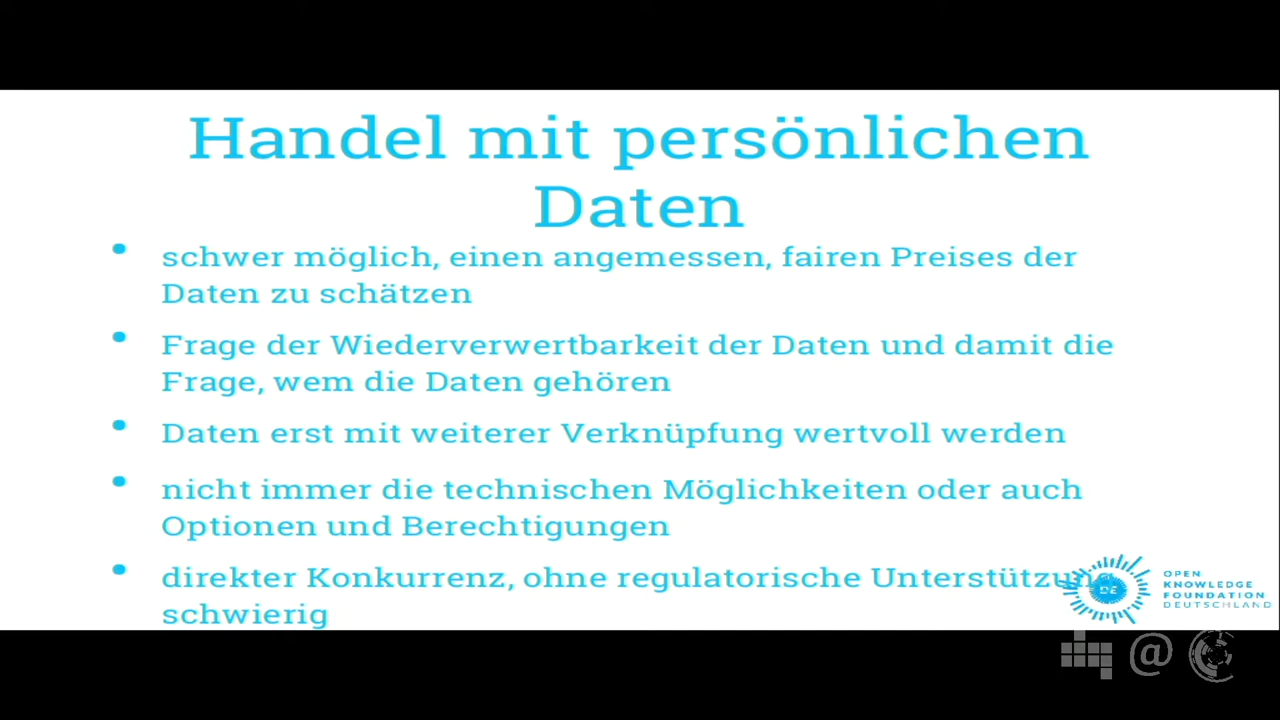 Handel mit persönlichen
Daten
• schwer möglich, einen angemessen, fairen Preises der
Daten zu schätzen
• Frage der Wiederverwertbarkeit der Daten und damit die
Frage, wem die Daten gehören
• Daten erst mit weiterer Verknüpfung wertvoll werden
• nicht immer die technischen Möglichkeiten oder auch
Optionen und Berechtigungen
• direkter Konkurrenz, ohne regulatorische Unterstützung
schwierig
DE
OPEN
KNOWLEDGE
FOUNDATION
DEUTSCHLAND
@